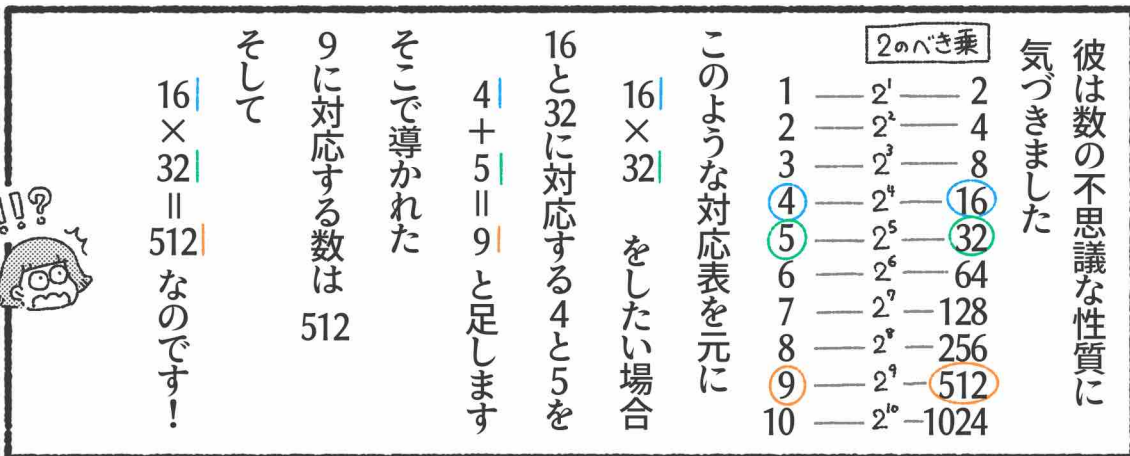 彼は数の不思議な性質に
気づきました
2のべき乗
1 — 2¹ — 2
2 — 2² — 4
3 — 2³ — 8
4 — 2⁴ — 16
5 — 2⁵ — 32
6 — 2⁶ — 64
7 — 2⁷ — 128
8 — 2⁸ — 256
9 — 2⁹ — 512
10 — 2¹⁰ — 1024
このような対応表を元に
16×32 をしたい場合
16と32に対応する4と5を
4+5=9 と足します
そこで導かれた
9に対応する数は 512
そして
16×32=512 なのです!
!!?